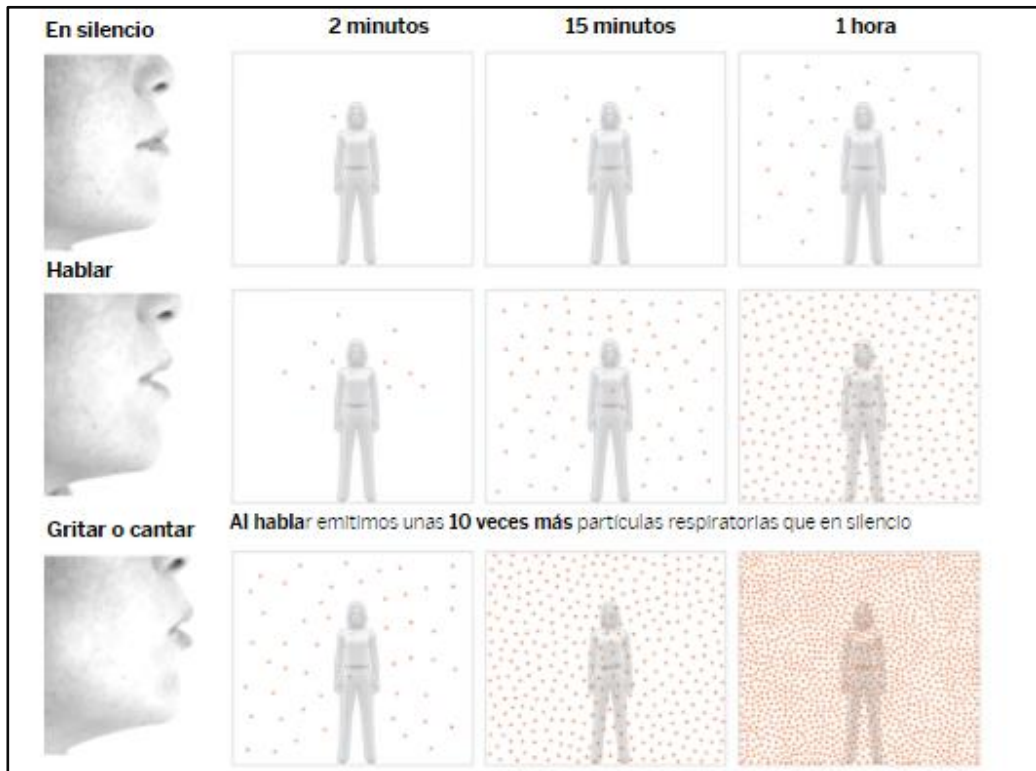 En silencio
2 minutos
15 minutos
1 hora
Hablar
Al hablar emitimos unas 10 veces más partículas respiratorias que en silencio
Gritar o cantar